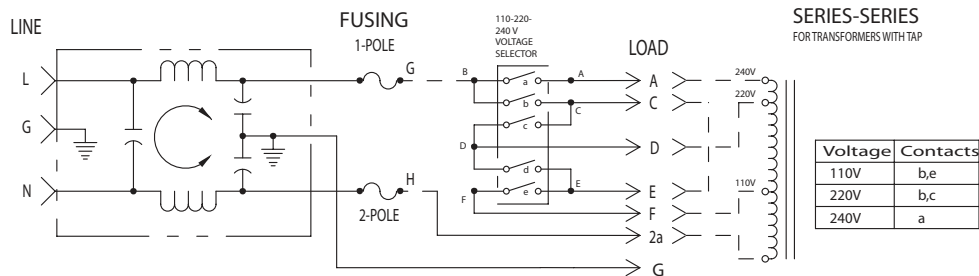 LINE
FUSING
1-POLE
110-220-
240 V
VOLTAGE
SELECTOR
LOAD
SERIES-SERIES
FOR TRANSFORMERS WITH TAP
L
G
B
a
A
A
240V
b
C
C
220V
G
c
D
D
d
N
H
e
E
E
110V
2-POLE
F
F
2a
G
Voltage Contacts
110V b,e
220V b,c
240V a